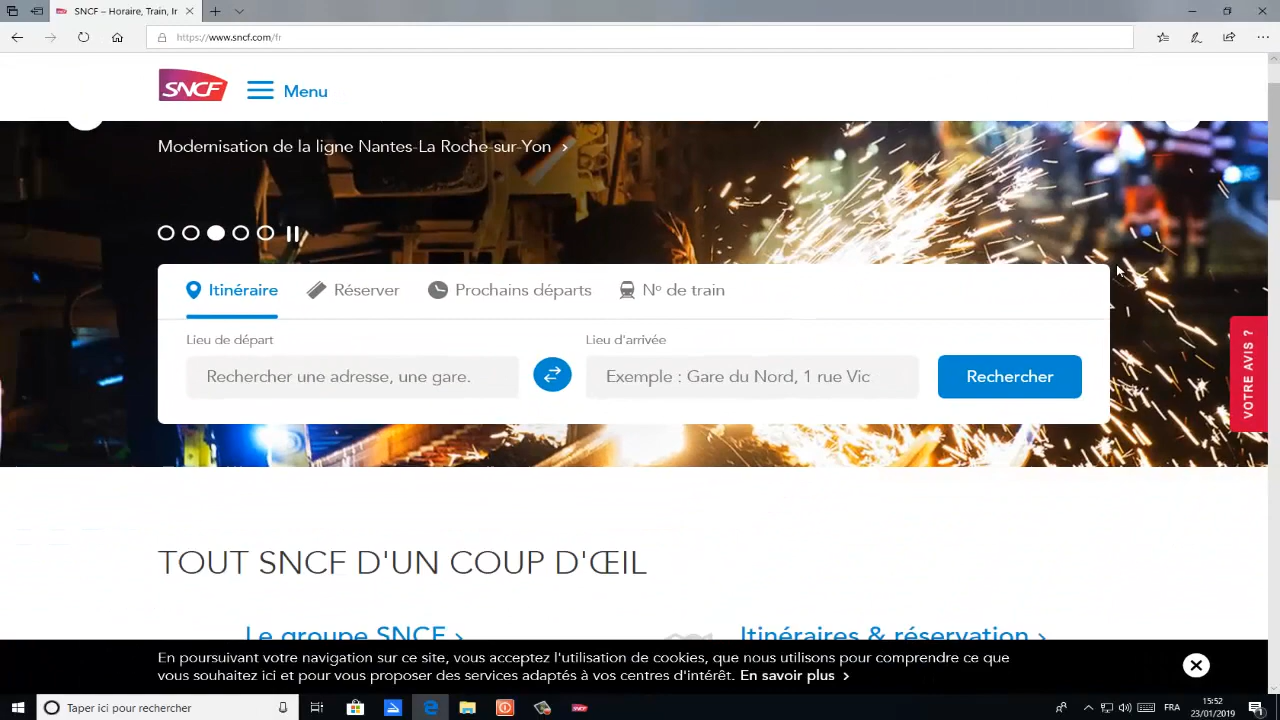 SNCF – Horaire, Train, Ir
https://www.sncf.com/fr
SNCF
Menu
Modernisation de la ligne Nantes-La Roche-sur-Yon >
Itinéraire
Réserver
Prochains départs
Nº de train
Lieu de départ
Lieu d'arrivée
Rechercher une adresse, une gare.
Exemple : Gare du Nord, 1 rue Vic
Rechercher
VOTRE AVIS ?
TOUT SNCF D'UN COUP D'ŒIL
Le groupe SNCF >
Itinéraires & réservation >
En poursuivant votre navigation sur ce site, vous acceptez l'utilisation de cookies, que nous utilisons pour comprendre ce que
vous souhaitez ici et pour vous proposer des services adaptés à vos centres d'intérêt. En savoir plus >
Taper ici pour rechercher
FRA
15:52
23/01/2019